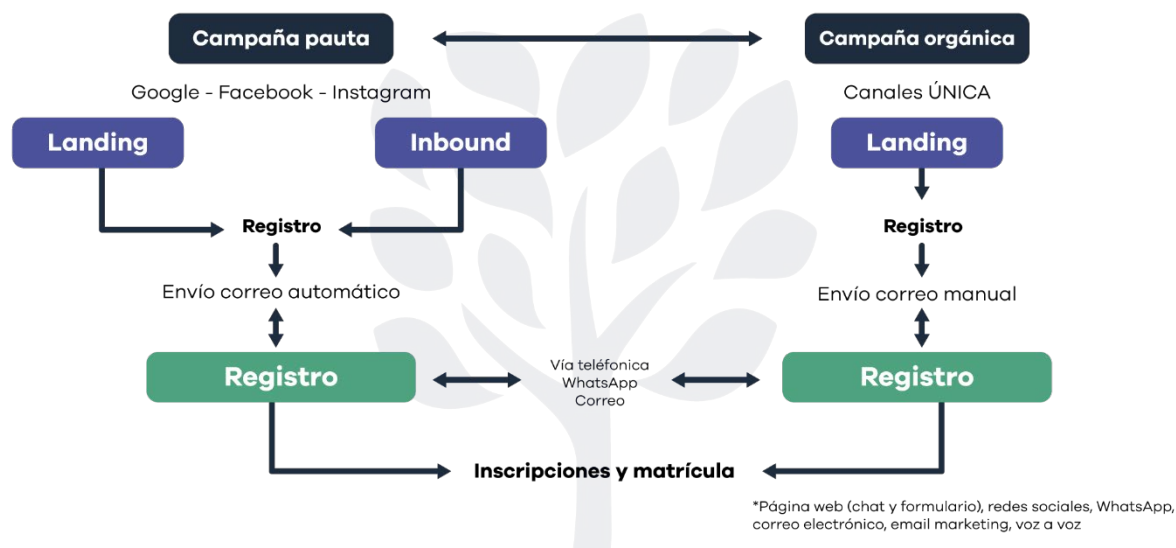 Campaña pauta
Campaña orgánica
Google - Facebook - Instagram
Canales ÚNICA
Landing
Inbound
Landing
Registro
Registro
Envío correo automático
Envío correo manual
Registro
Vía teléfonica
WhatsApp
Correo
Registro
Inscripciones y matrícula
*Página web (chat y formulario), redes sociales, WhatsApp,
correo electrónico, email marketing, voz a voz